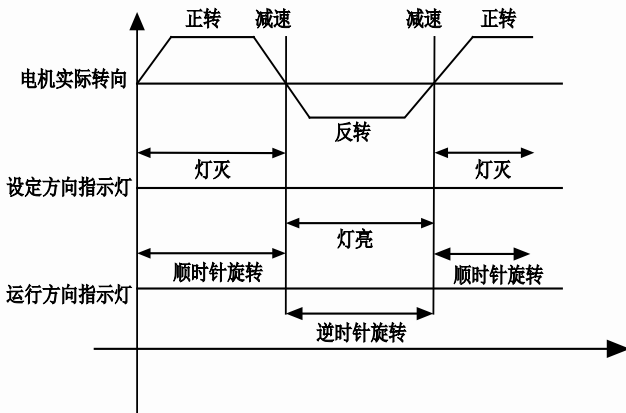 正转
减速
减速
正转
电机实际转向
反转
灯灭
灯灭
设定方向指示灯
灯亮
顺时针旋转
顺时针旋转
运行方向指示灯
逆时针旋转